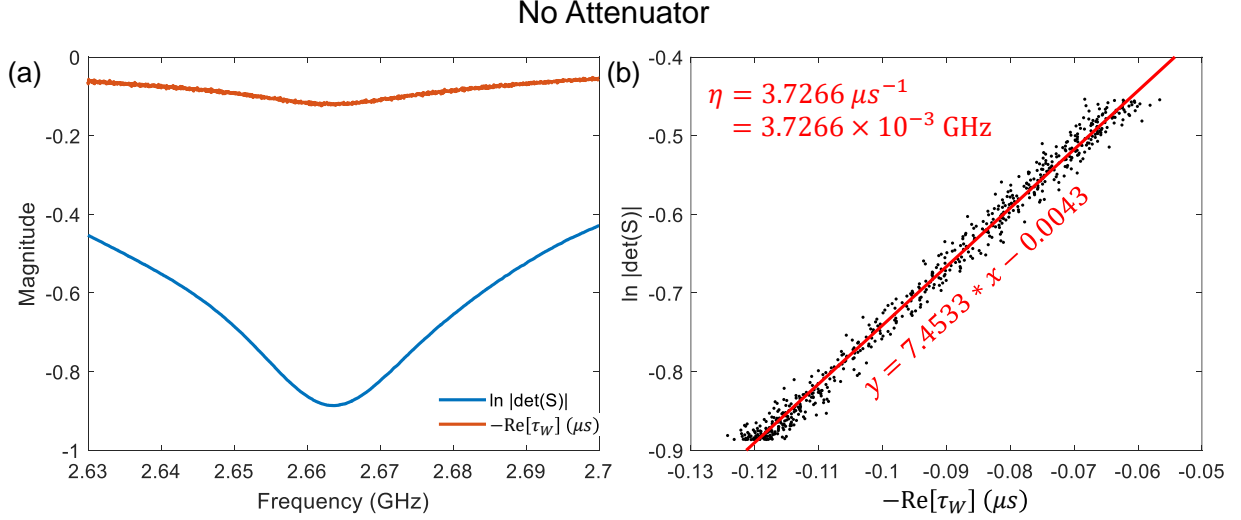 No Attenuator
(a)
0
-0.2
-0.4
-0.6
-0.8
-1
Magnitude
2.63
2.64
2.65
2.66
2.67
2.68
2.69
2.7
Frequency (GHz)
ln |det(S)|
−Re[τ_W] (μs)
(b)
-0.4
-0.5
-0.6
-0.7
-0.8
-0.9
ln |det(S)|
η = 3.7266 μs⁻¹
= 3.7266 × 10⁻³ GHz
y = 7.4533 * x − 0.0043
-0.13
-0.12
-0.11
-0.1
-0.09
-0.08
-0.07
-0.06
-0.05
−Re[τ_W] (μs)